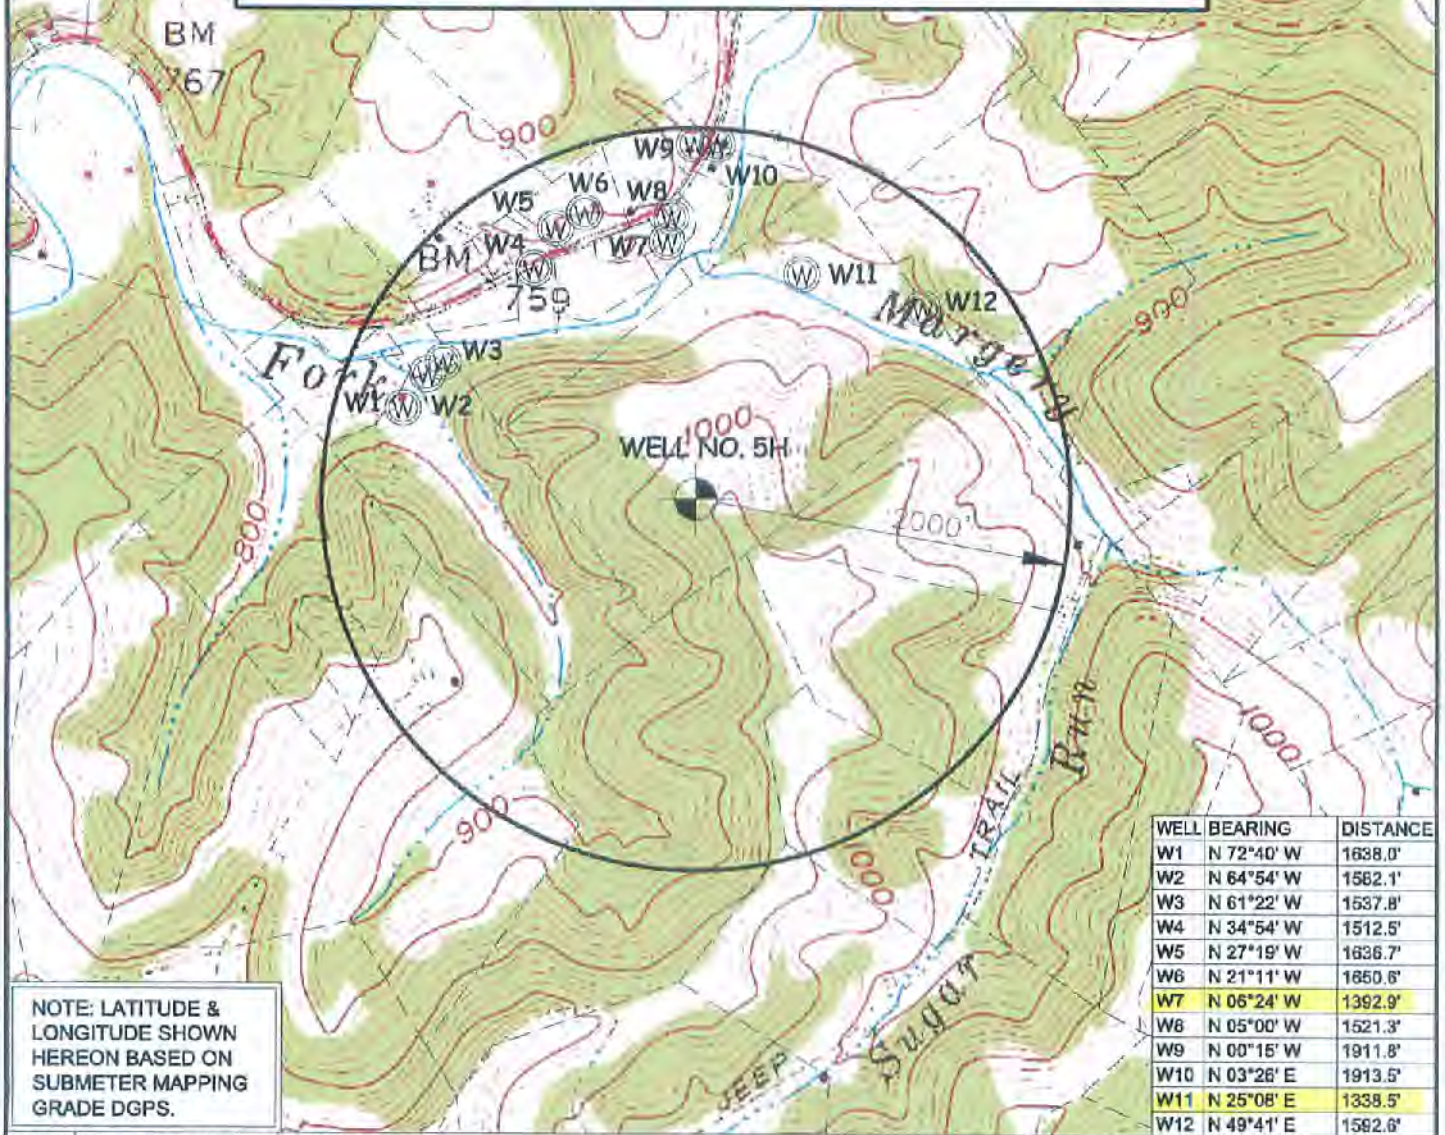 BM
767
900
W9
W
W
W10
W6
W8
W5
W
W
W
W4
W7
W
BM
W
759
W
W11
W12
Margery
900
Fork
W3
W
W
W1
W
W2
1000
WELL NO. 5H
2000'
800
Run
1000
900
TRAIL
1000
Sugar
JEEP
NOTE: LATITUDE &
LONGITUDE SHOWN
HEREON BASED ON
SUBMETER MAPPING
GRADE DGPS.
WELL BEARING DISTANCE
W1 N 72°40' W 1638.0'
W2 N 64°54' W 1562.1'
W3 N 61°22' W 1537.8'
W4 N 34°54' W 1512.5'
W5 N 27°19' W 1636.7'
W6 N 21°11' W 1650.6'
W7 N 06°24' W 1392.9'
W8 N 05°00' W 1521.3'
W9 N 00°15' W 1911.8'
W10 N 03°26' E 1913.5'
W11 N 25°08' E 1338.5'
W12 N 49°41' E 1592.6'